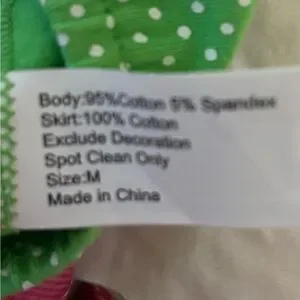 Body:95%Cotton 5% Spandex
Skirt:100% Cotton
Exclude Decoration
Spot Clean Only
Size:M
Made in China